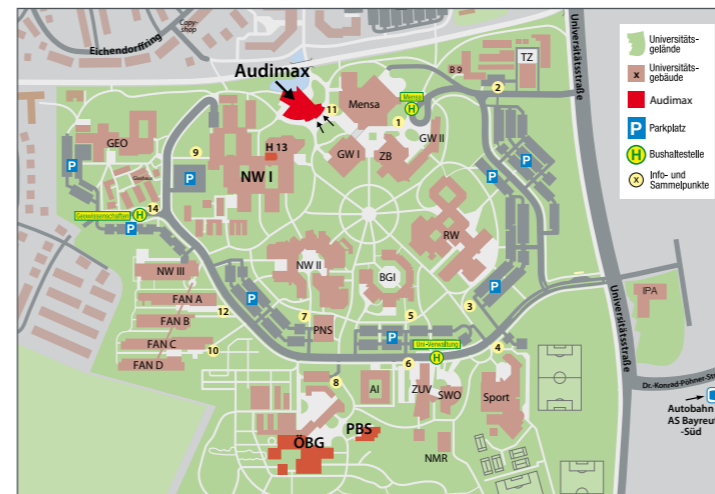 Copy-
shop
Eichendorffring
Audimax
Universitätsstraße
TZ
B 9
2
Mensa
Mensa
H
11
1
GW II
GW I
ZB
GEO
9
H 13
NW I
P
P
P
P
Glashaus
14
Geowissenschaften
H
P
RW
NW II
BGI
NW III
FAN A
FAN B
FAN C
FAN D
12
10
P
7
PNS
5
P
3
P
Uni-Verwaltung
H
6
4
IPA
Universitätsstraße
8
AI
ZUV
SWO
Sport
PBS
ÖBG
NMR
Dr.-Konrad-Pöhner-Str
Autobahn
AS Bayreu
-Süd
Universitäts-
gelände
x
Universitäts-
gebäude
Audimax
P
Parkplatz
H
Bushaltestelle
x
Info- und
Sammelpunkte